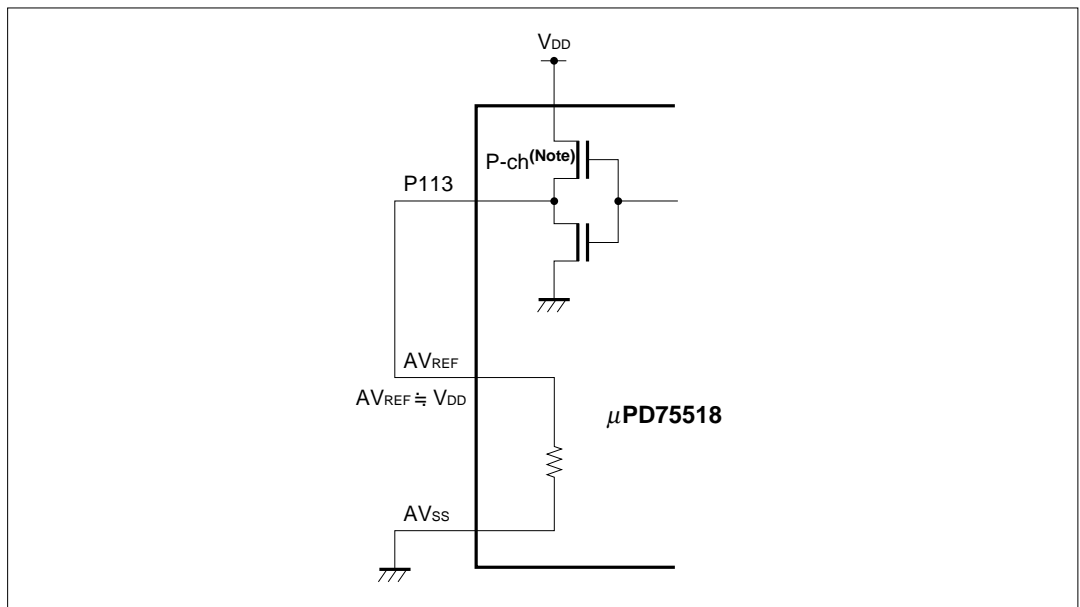 VDD
P-ch(Note)
P113
AVREF
AVREF ≒ VDD
μPD75518
AVSS